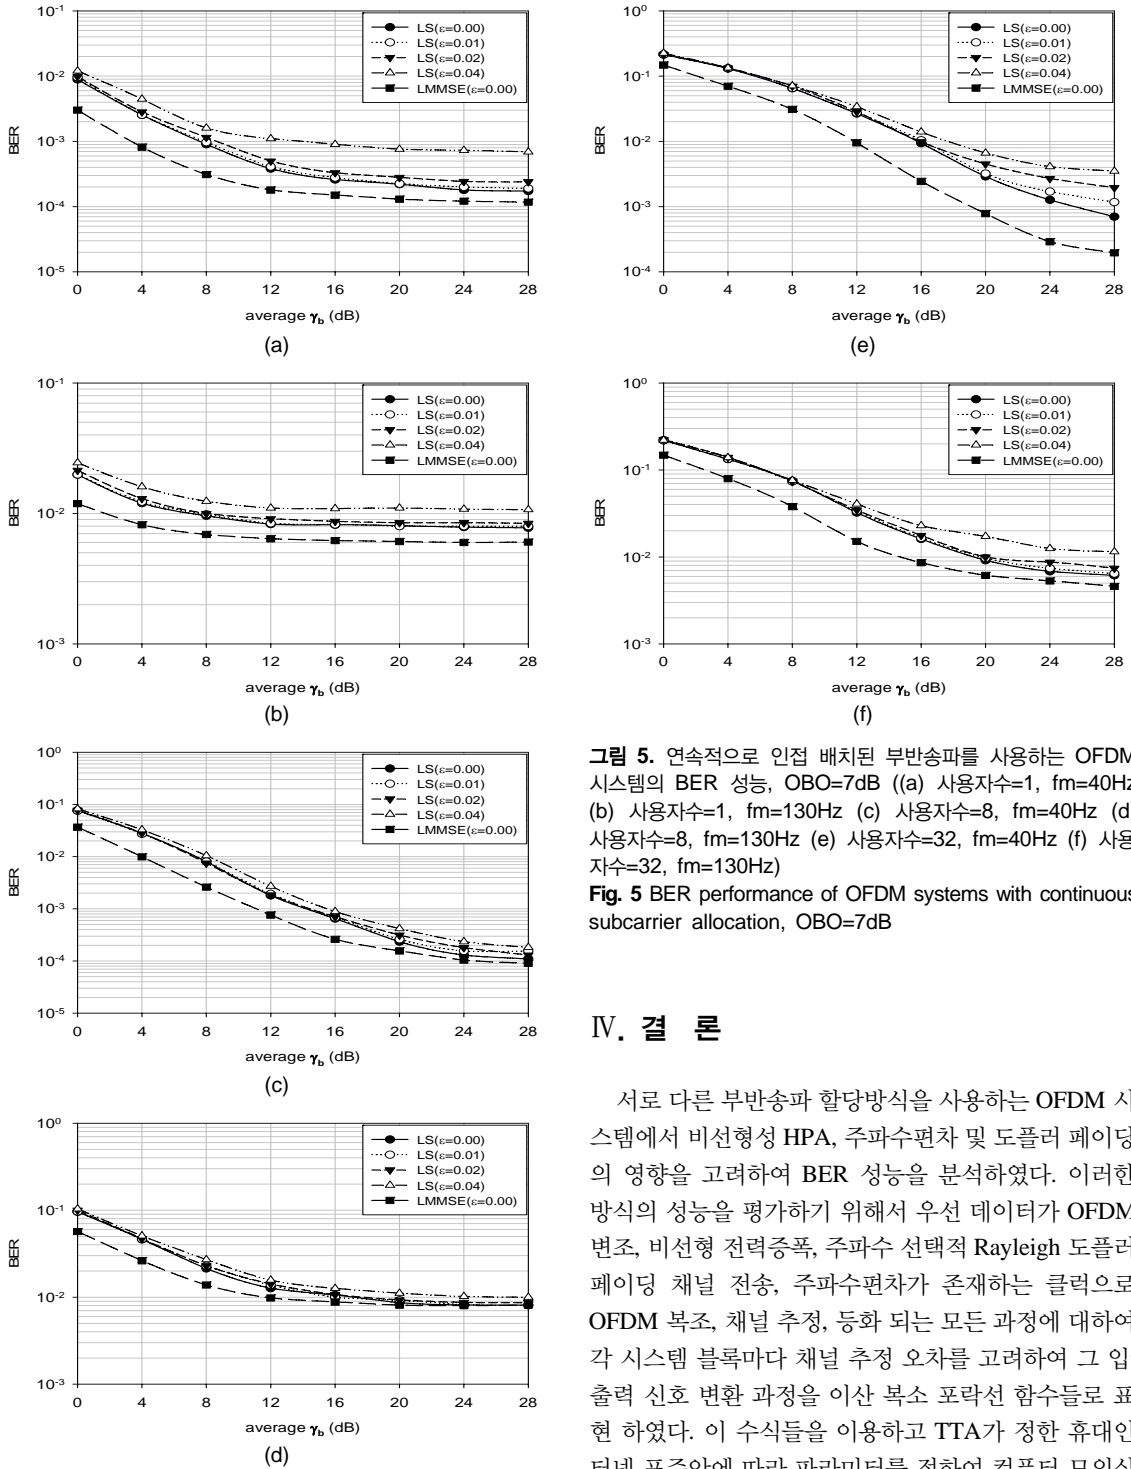 10⁻¹
10⁻²
10⁻³
10⁻⁴
10⁻⁵
BER
LS(ε=0.00)
LS(ε=0.01)
LS(ε=0.02)
LS(ε=0.04)
LMMSE(ε=0.00)
0 4 8 12 16 20 24 28
average γb (dB)
(a)
10⁻¹
10⁻²
10⁻³
BER
LS(ε=0.00)
LS(ε=0.01)
LS(ε=0.02)
LS(ε=0.04)
LMMSE(ε=0.00)
0 4 8 12 16 20 24 28
average γb (dB)
(b)
10⁰
10⁻¹
10⁻²
10⁻³
10⁻⁴
10⁻⁵
BER
LS(ε=0.00)
LS(ε=0.01)
LS(ε=0.02)
LS(ε=0.04)
LMMSE(ε=0.00)
0 4 8 12 16 20 24 28
average γb (dB)
(c)
10⁰
10⁻¹
10⁻²
10⁻³
BER
LS(ε=0.00)
LS(ε=0.01)
LS(ε=0.02)
LS(ε=0.04)
LMMSE(ε=0.00)
0 4 8 12 16 20 24 28
average γb (dB)
(d)
10⁰
10⁻¹
10⁻²
10⁻³
10⁻⁴
BER
LS(ε=0.00)
LS(ε=0.01)
LS(ε=0.02)
LS(ε=0.04)
LMMSE(ε=0.00)
0 4 8 12 16 20 24 28
average γb (dB)
(e)
10⁰
10⁻¹
10⁻²
10⁻³
BER
LS(ε=0.00)
LS(ε=0.01)
LS(ε=0.02)
LS(ε=0.04)
LMMSE(ε=0.00)
0 4 8 12 16 20 24 28
average γb (dB)
(f)
그림 5. 연속적으로 인접 배치된 부반송파를 사용하는 OFDM
시스템의 BER 성능, OBO=7dB ((a) 사용자수=1, fm=40Hz
(b) 사용자수=1, fm=130Hz (c) 사용자수=8, fm=40Hz (d
사용자수=8, fm=130Hz (e) 사용자수=32, fm=40Hz (f) 사용
자수=32, fm=130Hz)
Fig. 5 BER performance of OFDM systems with continuous
subcarrier allocation, OBO=7dB
Ⅳ. 결 론
서로 다른 부반송파 할당방식을 사용하는 OFDM 시
스템에서 비선형성 HPA, 주파수편차 및 도플러 페이딩
의 영향을 고려하여 BER 성능을 분석하였다. 이러한
방식의 성능을 평가하기 위해서 우선 데이터가 OFDM
변조, 비선형 전력증폭, 주파수 선택적 Rayleigh 도플러
페이딩 채널 전송, 주파수편차가 존재하는 클럭으로
OFDM 복조, 채널 추정, 등화 되는 모든 과정에 대하여
각 시스템 블록마다 채널 추정 오차를 고려하여 그 입
출력 신호 변환 과정을 이산 복소 포락선 함수들로 표
현 하였다. 이 수식들을 이용하고 TTA가 정한 휴대인
터넷 표준안에 따라 파라미터를 정하여 컴퓨터 모의실